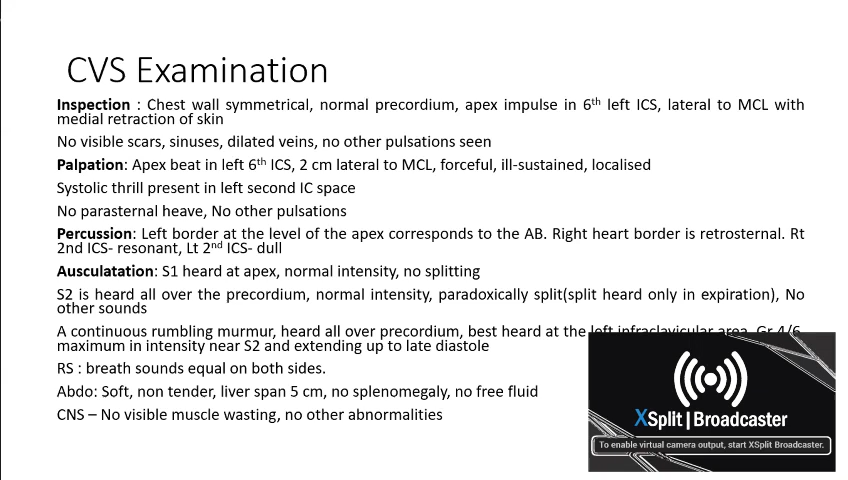 CVS Examination
Inspection : Chest wall symmetrical, normal precordium, apex impulse in 6th left ICS, lateral to MCL with
medial retraction of skin
No visible scars, sinuses, dilated veins, no other pulsations seen
Palpation: Apex beat in left 6th ICS, 2 cm lateral to MCL, forceful, ill-sustained, localised
Systolic thrill present in left second IC space
No parasternal heave, No other pulsations
Percussion: Left border at the level of the apex corresponds to the AB. Right heart border is retrosternal. Rt
2nd ICS- resonant, Lt 2nd ICS- dull
Ausculatation: S1 heard at apex, normal intensity, no splitting
S2 is heard all over the precordium, normal intensity, paradoxically split(split heard only in expiration), No
other sounds
A continuous rumbling murmur, heard all over precordium, best heard at the left infraclavicular area, Gr 4/6,
maximum in intensity near S2 and extending up to late diastole
RS : breath sounds equal on both sides.
Abdo: Soft, non tender, liver span 5 cm, no splenomegaly, no free fluid
CNS – No visible muscle wasting, no other abnormalities
XSplit | Broadcaster
To enable virtual camera output, start XSplit Broadcaster.